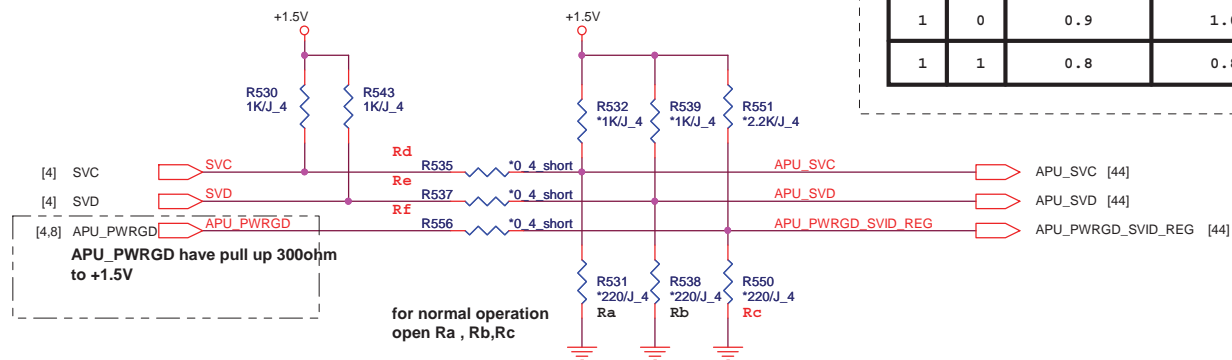 +1.5V
+1.5V
1 0 0.9
1 1 0.8
R530
1K/J_4
R543
1K/J_4
R532
*1K/J_4
R539
*1K/J_4
R551
*2.2K/J_4
[4] SVC
SVC
Rd
R535
*0_4_short
APU_SVC
APU_SVC [44]
[4] SVD
SVD
Re
R537
*0_4_short
APU_SVD
APU_SVD [44]
[4,8] APU_PWRGD
APU_PWRGD
Rf
R556
*0_4_short
APU_PWRGD_SVID_REG
APU_PWRGD_SVID_REG [44]
APU_PWRGD have pull up 300ohm
to +1.5V
R531
*220/J_4
Ra
R538
*220/J_4
Rb
R550
*220/J_4
Rc
for normal operation
open Ra , Rb,Rc